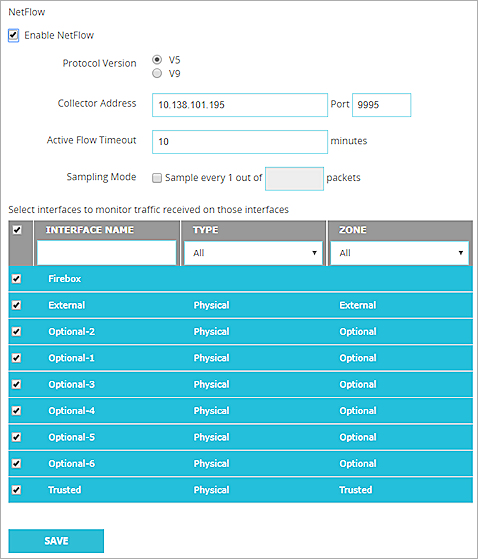 NetFlow
Enable NetFlow
Protocol Version V5
V9
Collector Address 10.138.101.195 Port 9995
Active Flow Timeout 10 minutes
Sampling Mode Sample every 1 out of packets
Select interfaces to monitor traffic received on those interfaces
INTERFACE NAME TYPE ZONE
All All
Firebox
External Physical External
Optional-2 Physical Optional
Optional-1 Physical Optional
Optional-3 Physical Optional
Optional-4 Physical Optional
Optional-5 Physical Optional
Optional-6 Physical Optional
Trusted Physical Trusted
SAVE